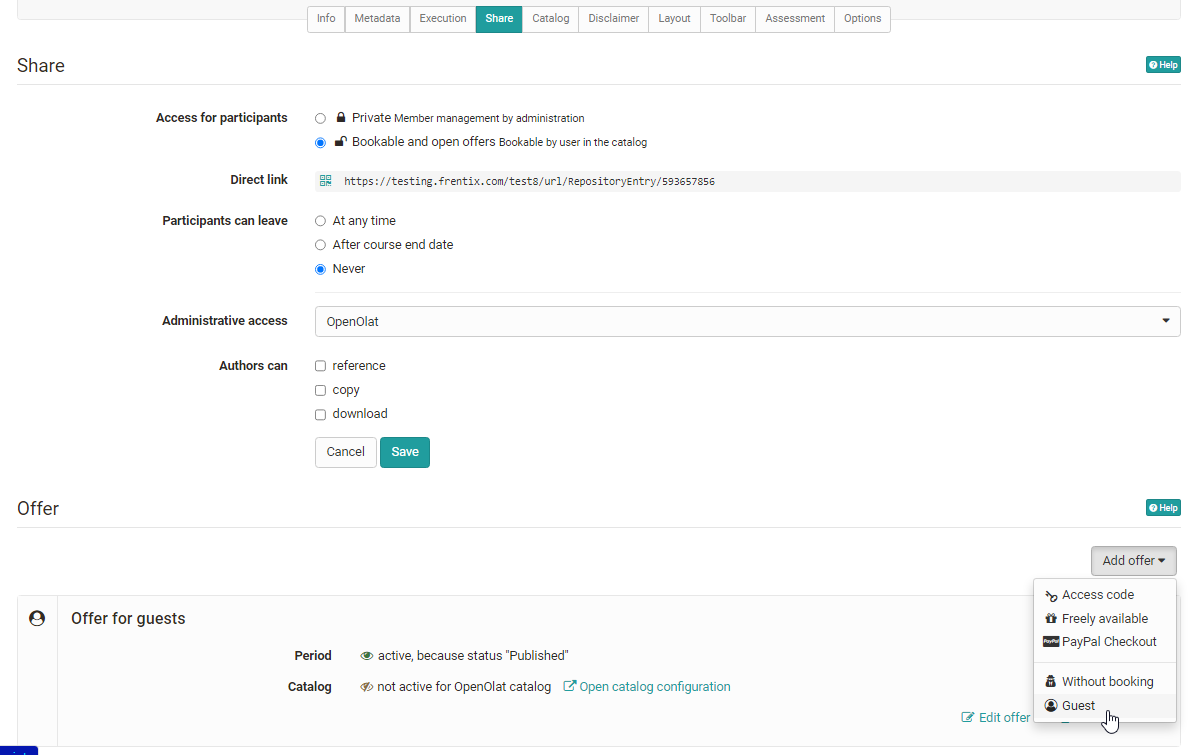 Info Metadata Execution Share Catalog Disclaimer Layout Toolbar Assessment Options
Share
Help
Access for participants
Private Member management by administration
Bookable and open offers Bookable by user in the catalog
Direct link
https://testing.frentix.com/test8/url/RepositoryEntry/593657856
Participants can leave
At any time
After course end date
Never
Administrative access
OpenOlat
Authors can
reference
copy
download
Cancel Save
Offer
Help
Add offer
Access code
Freely available
PayPal PayPal Checkout
Without booking
Guest
Offer for guests
Period
active, because status "Published"
Catalog
not active for OpenOlat catalog Open catalog configuration
Edit offer